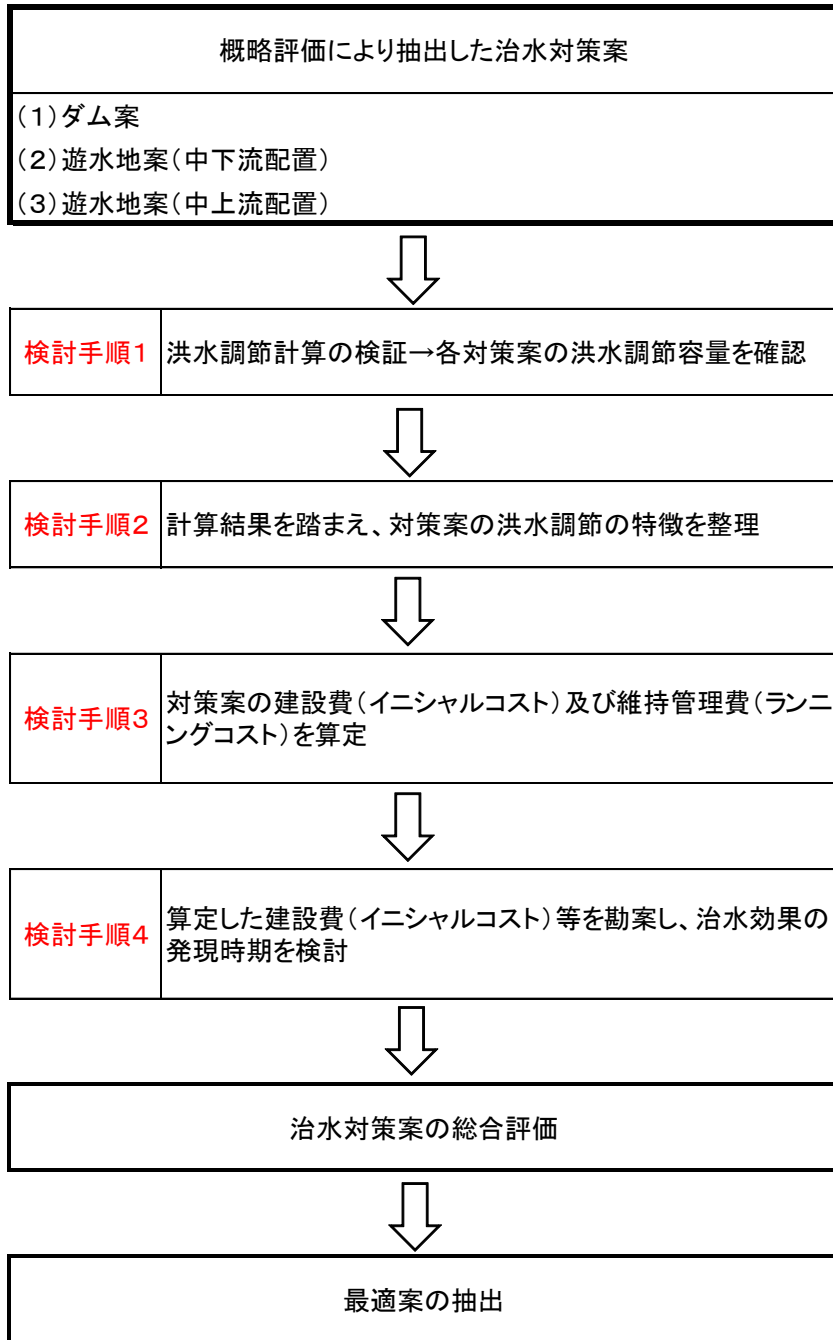 概略評価により抽出した治水対策案
(1)ダム案
(2)遊水地案(中下流配置)
(3)遊水地案(中上流配置)
検討手順1 洪水調節計算の検証→各対策案の洪水調節容量を確認
検討手順2 計算結果を踏まえ、対策案の洪水調節の特徴を整理
検討手順3 対策案の建設費(イニシャルコスト)及び維持管理費(ランニ
ングコスト)を算定
検討手順4 算定した建設費(イニシャルコスト)等を勘案し、治水効果の
発現時期を検討
治水対策案の総合評価
最適案の抽出